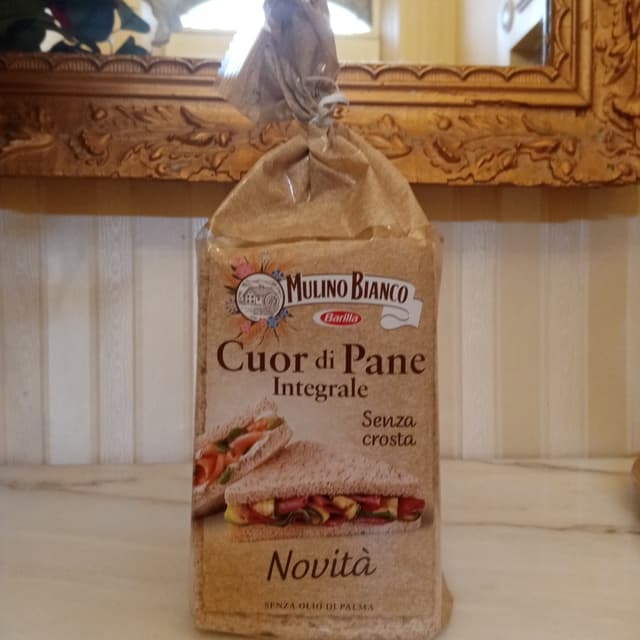 MULINO BIANCO
Barilla
Cuor di Pane
Integrale
Senza
crosta
Novità
SENZA OLIO DI PALMA